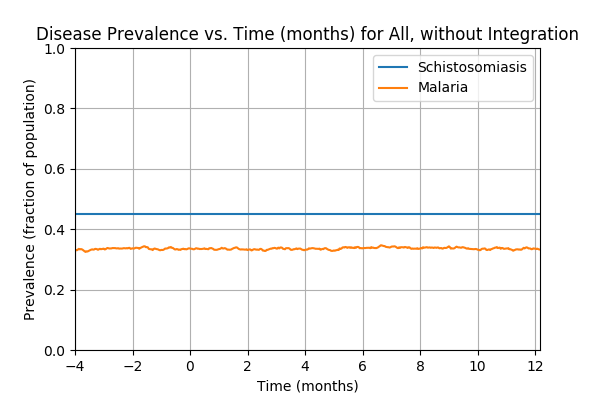 Disease Prevalence vs. Time (months) for All, without Integration
Schistosomiasis
Malaria
Prevalence (fraction of population)
1.0
0.8
0.6
0.4
0.2
0.0
−4 −2 0 2 4 6 8 10 12
Time (months)